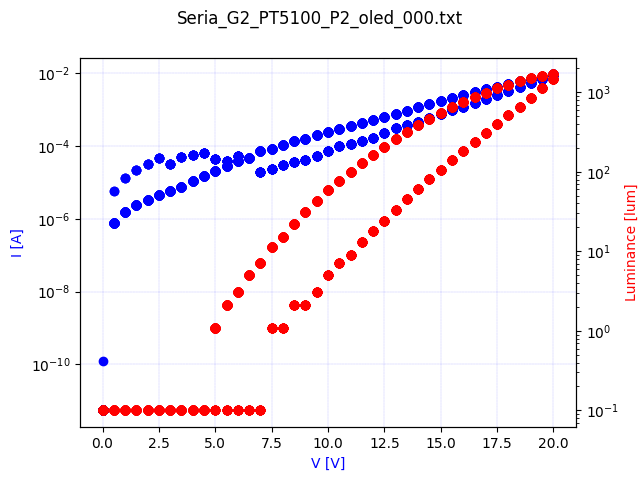 Seria_G2_PT5100_P2_oled_000.txt
I [A]
10⁻²
10⁻⁴
10⁻⁶
10⁻⁸
10⁻¹⁰
10³
10²
10¹
10⁰
10⁻¹
Luminance [lum]
0.0 2.5 5.0 7.5 10.0 12.5 15.0 17.5 20.0
V [V]